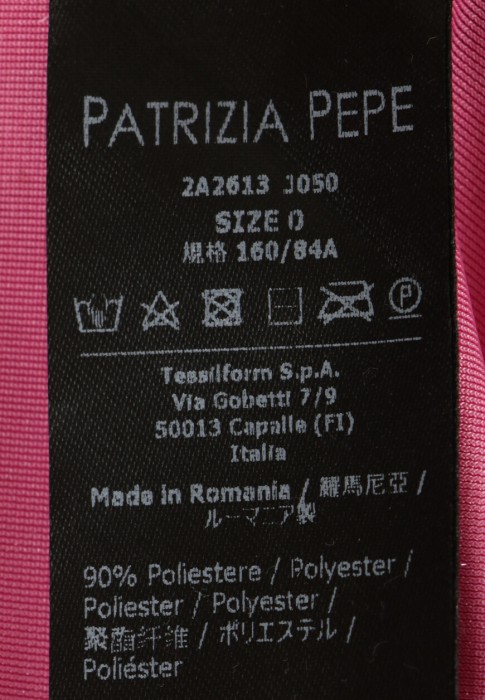 PATRIZIA PEPE
2A2613 J050
SIZE 0
規格 160/84A
P
Tessilform S.p.A.
Via Gobetti 7/9
50013 Capalle (FI)
Italia
Made in Romania / 羅馬尼亞 /
ルーマニア製
90% Poliestere / Polyester /
Poliester / Polyester /
聚酯纤维 / ポリエステル /
Poliéster